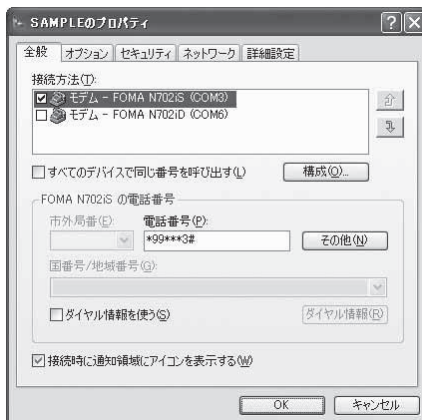 SAMPLEのプロパティ
全般 オプション セキュリティ ネットワーク 詳細設定
接続方法(T):
モデム - FOMA N702iS (COM3)
モデム - FOMA N702iD (COM6)
すべてのデバイスで同じ番号を呼び出す(L) 構成(O)...
FOMA N702iS の電話番号
市外局番(E): 電話番号(P):
*99***3# その他(N)
国番号/地域番号(G):
ダイヤル情報を使う(S) ダイヤル情報(R)
接続時に通知領域にアイコンを表示する(W)
OK キャンセル